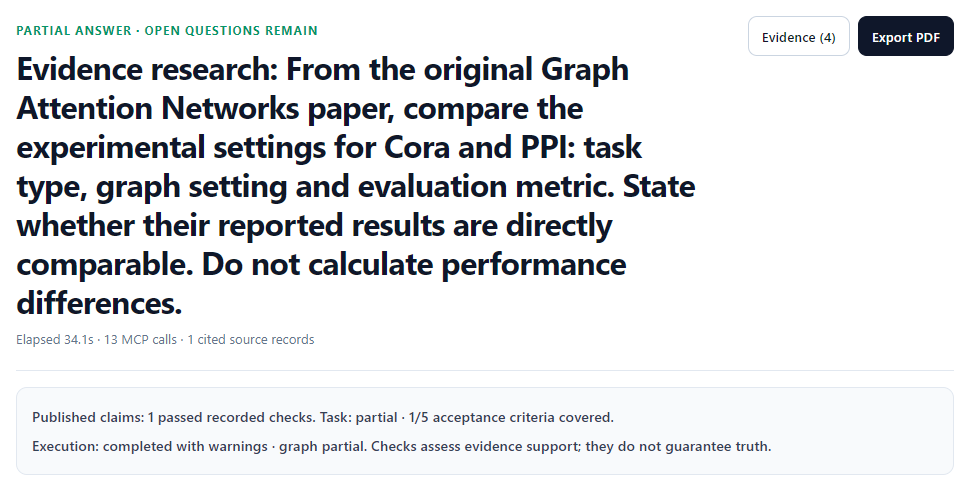 PARTIAL ANSWER · OPEN QUESTIONS REMAIN
Evidence (4)
Export PDF
Evidence research: From the original Graph
Attention Networks paper, compare the
experimental settings for Cora and PPI: task
type, graph setting and evaluation metric. State
whether their reported results are directly
comparable. Do not calculate performance
differences.
Elapsed 34.1s · 13 MCP calls · 1 cited source records
Published claims: 1 passed recorded checks. Task: partial · 1/5 acceptance criteria covered.
Execution: completed with warnings · graph partial. Checks assess evidence support; they do not guarantee truth.